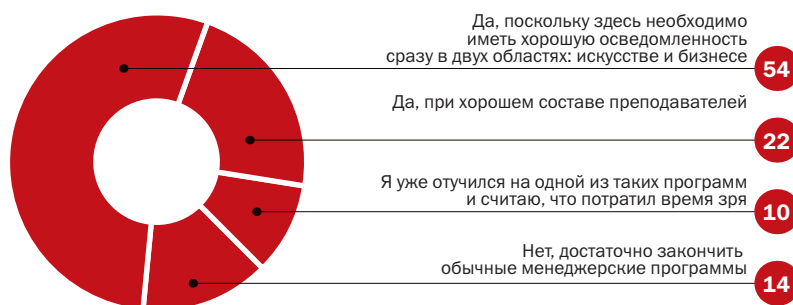 Да, поскольку здесь необходимо
иметь хорошую осведомленность
сразу в двух областях: искусстве и бизнесе
54
Да, при хорошем составе преподавателей
22
Я уже отучился на одной из таких программ
и считаю, что потратил время зря
10
Нет, достаточно закончить
обычные менеджерские программы
14